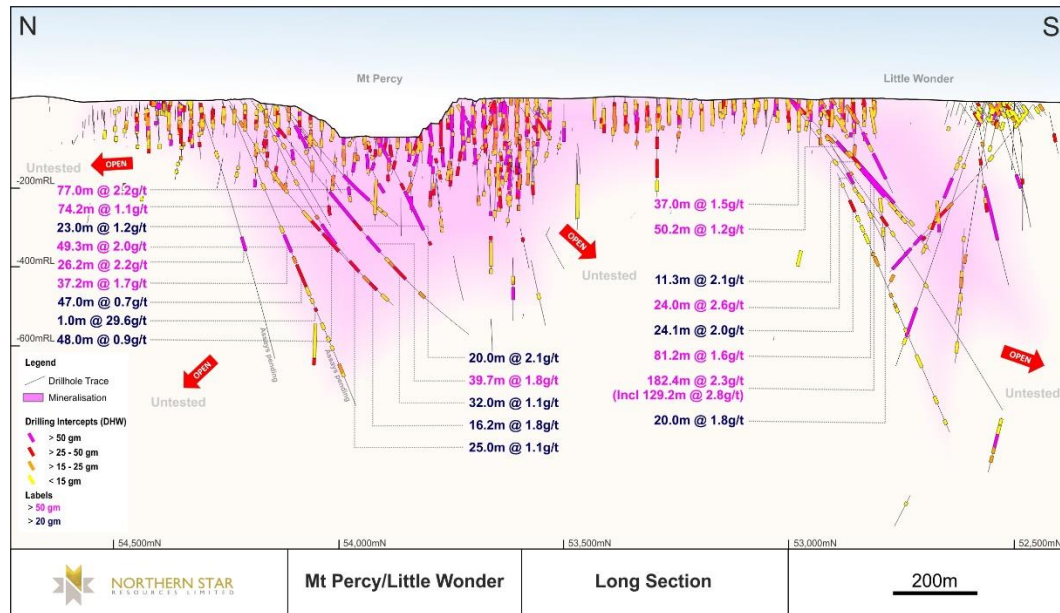 N
S
Mt Percy
Little Wonder
OPEN
Untested
-200mRL
77.0m @ 2.2g/t
74.2m @ 1.1g/t
23.0m @ 1.2g/t
49.3m @ 2.0g/t
26.2m @ 2.2g/t
37.2m @ 1.7g/t
47.0m @ 0.7g/t
1.0m @ 29.6g/t
48.0m @ 0.9g/t
-400mRL
-600mRL
OPEN
Untested
Assays pending
Assays pending
20.0m @ 2.1g/t
39.7m @ 1.8g/t
32.0m @ 1.1g/t
16.2m @ 1.8g/t
25.0m @ 1.1g/t
OPEN
Untested
37.0m @ 1.5g/t
50.2m @ 1.2g/t
11.3m @ 2.1g/t
24.0m @ 2.6g/t
24.1m @ 2.0g/t
81.2m @ 1.6g/t
182.4m @ 2.3g/t
(Incl 129.2m @ 2.8g/t)
20.0m @ 1.8g/t
OPEN
Untested
Legend
Drillhole Trace
Mineralisation
Drilling Intercepts (DHW)
> 50 gm
> 25 - 50 gm
> 15 - 25 gm
< 15 gm
Labels
> 50 gm
> 20 gm
54,500mN
54,000mN
53,500mN
53,000mN
52,500mN
NORTHERN STAR
RESOURCES LIMITED
Mt Percy/Little Wonder
Long Section
200m